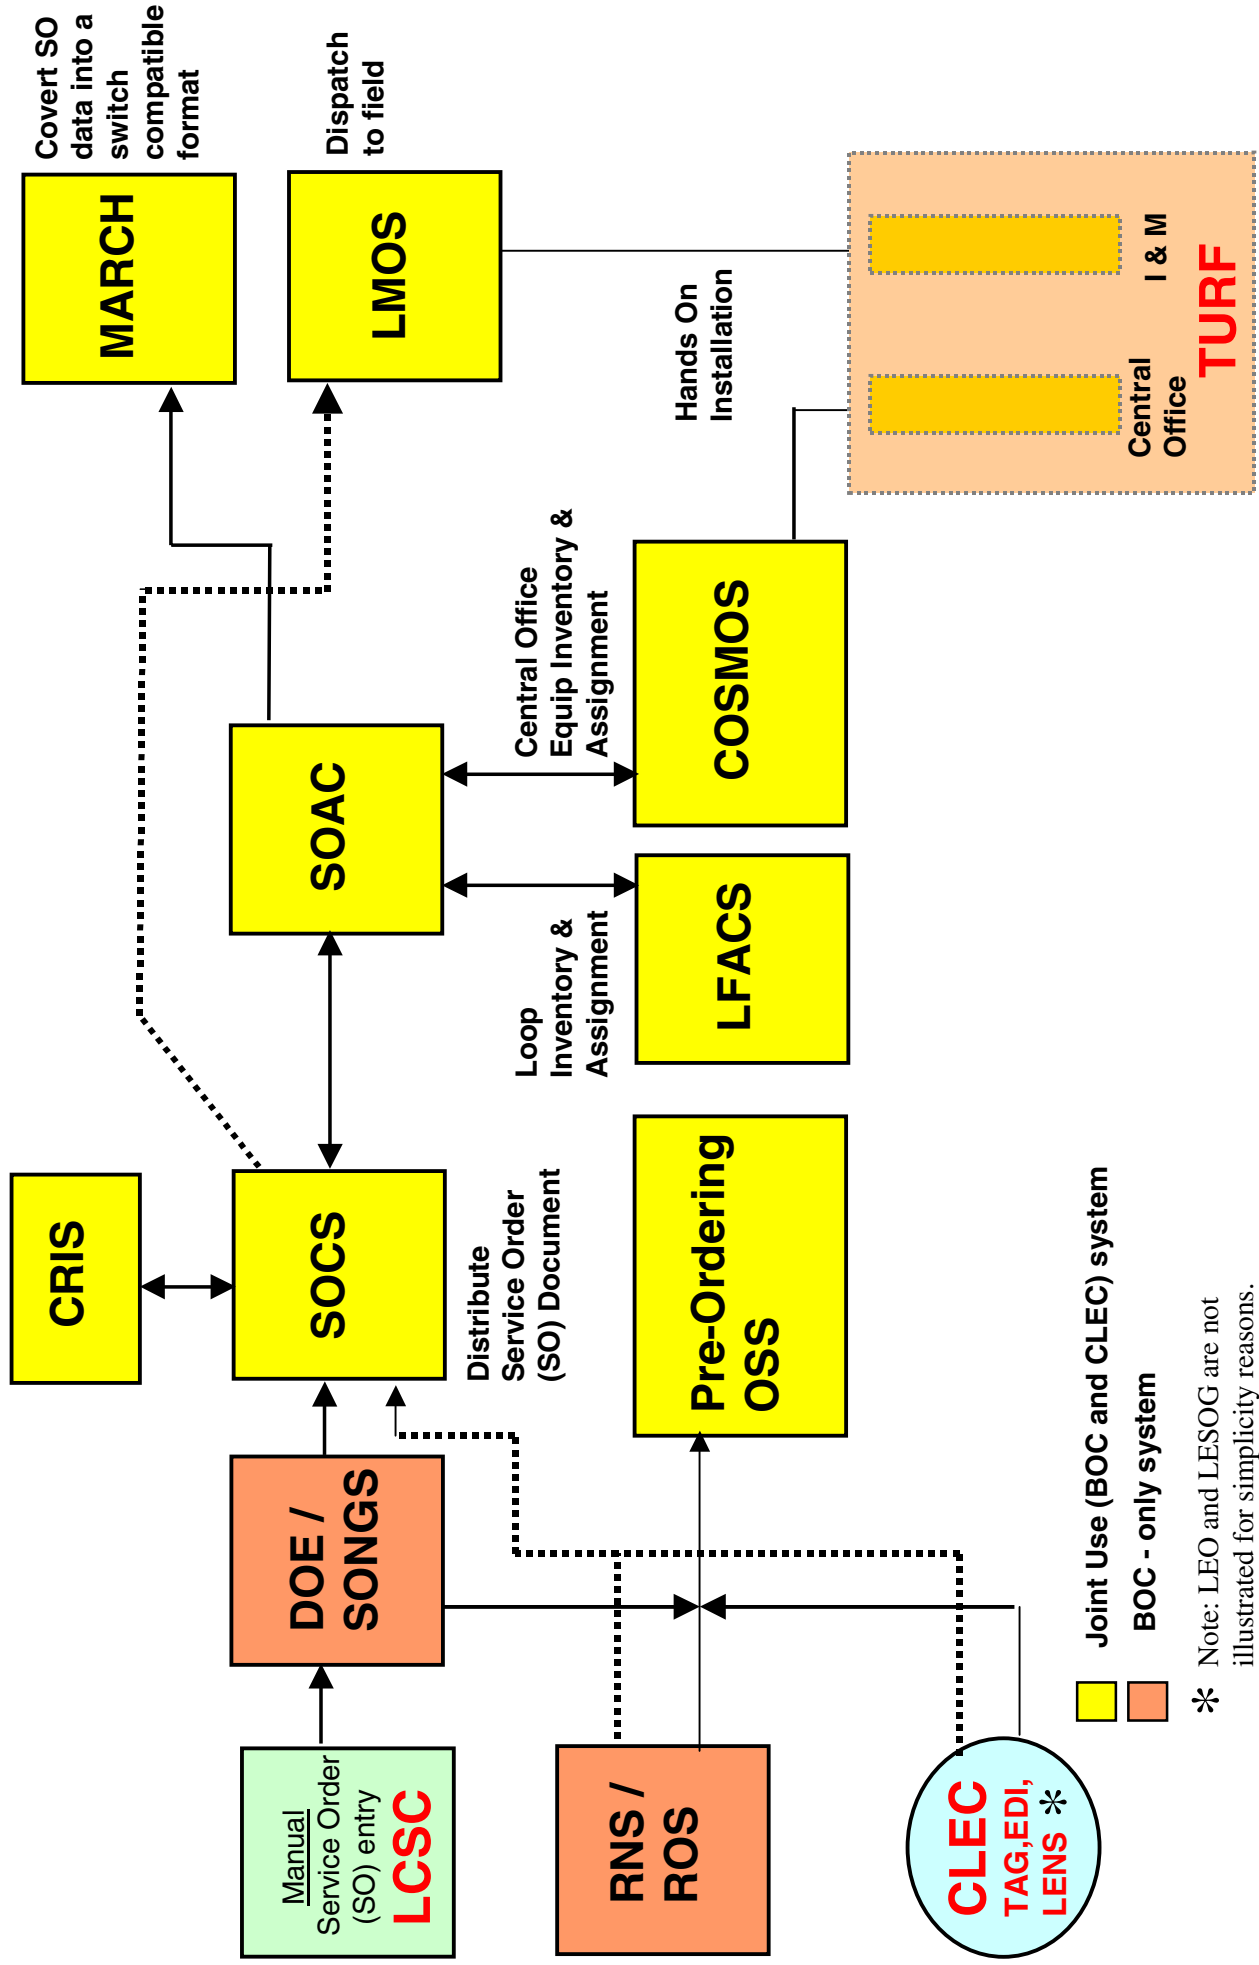 CRIS
MARCH
Covert SO
data into a
switch
compatible
format
Manual
Service Order
(SO) entry
LCSC
DOE /
SONGS
SOCS
SOAC
LMOS
Dispatch
to field
Distribute
Service Order
(SO) Document
Loop
Inventory &
Assignment
Central Office
Equip Inventory &
Assignment
Hands On
Installation
RNS /
ROS
Pre-Ordering
OSS
LFACS
COSMOS
CLEC
TAG,EDI,
LENS *
Central
Office
I & M
TURF
Joint Use (BOC and CLEC) system
BOC - only system
* Note: LEO and LESOG are not
illustrated for simplicity reasons.